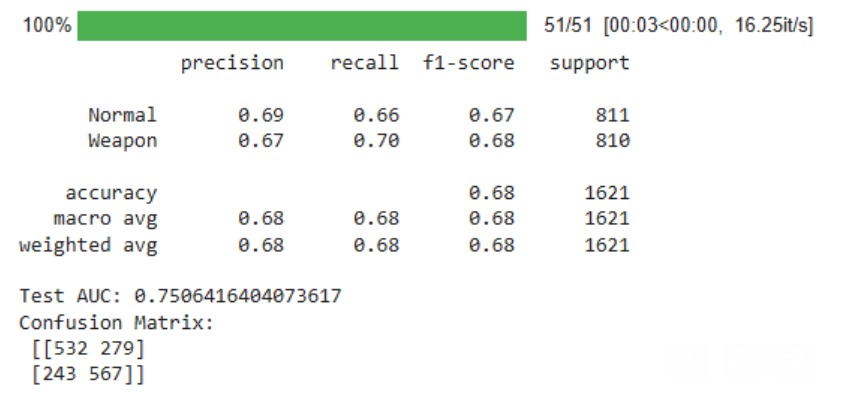 100% 51/51 [00:03<00:00, 16.25it/s]
precision recall f1-score support
Normal 0.69 0.66 0.67 811
Weapon 0.67 0.70 0.68 810
accuracy 0.68 1621
macro avg 0.68 0.68 0.68 1621
weighted avg 0.68 0.68 0.68 1621
Test AUC: 0.7506416404073617
Confusion Matrix:
[[532 279]
[243 567]]